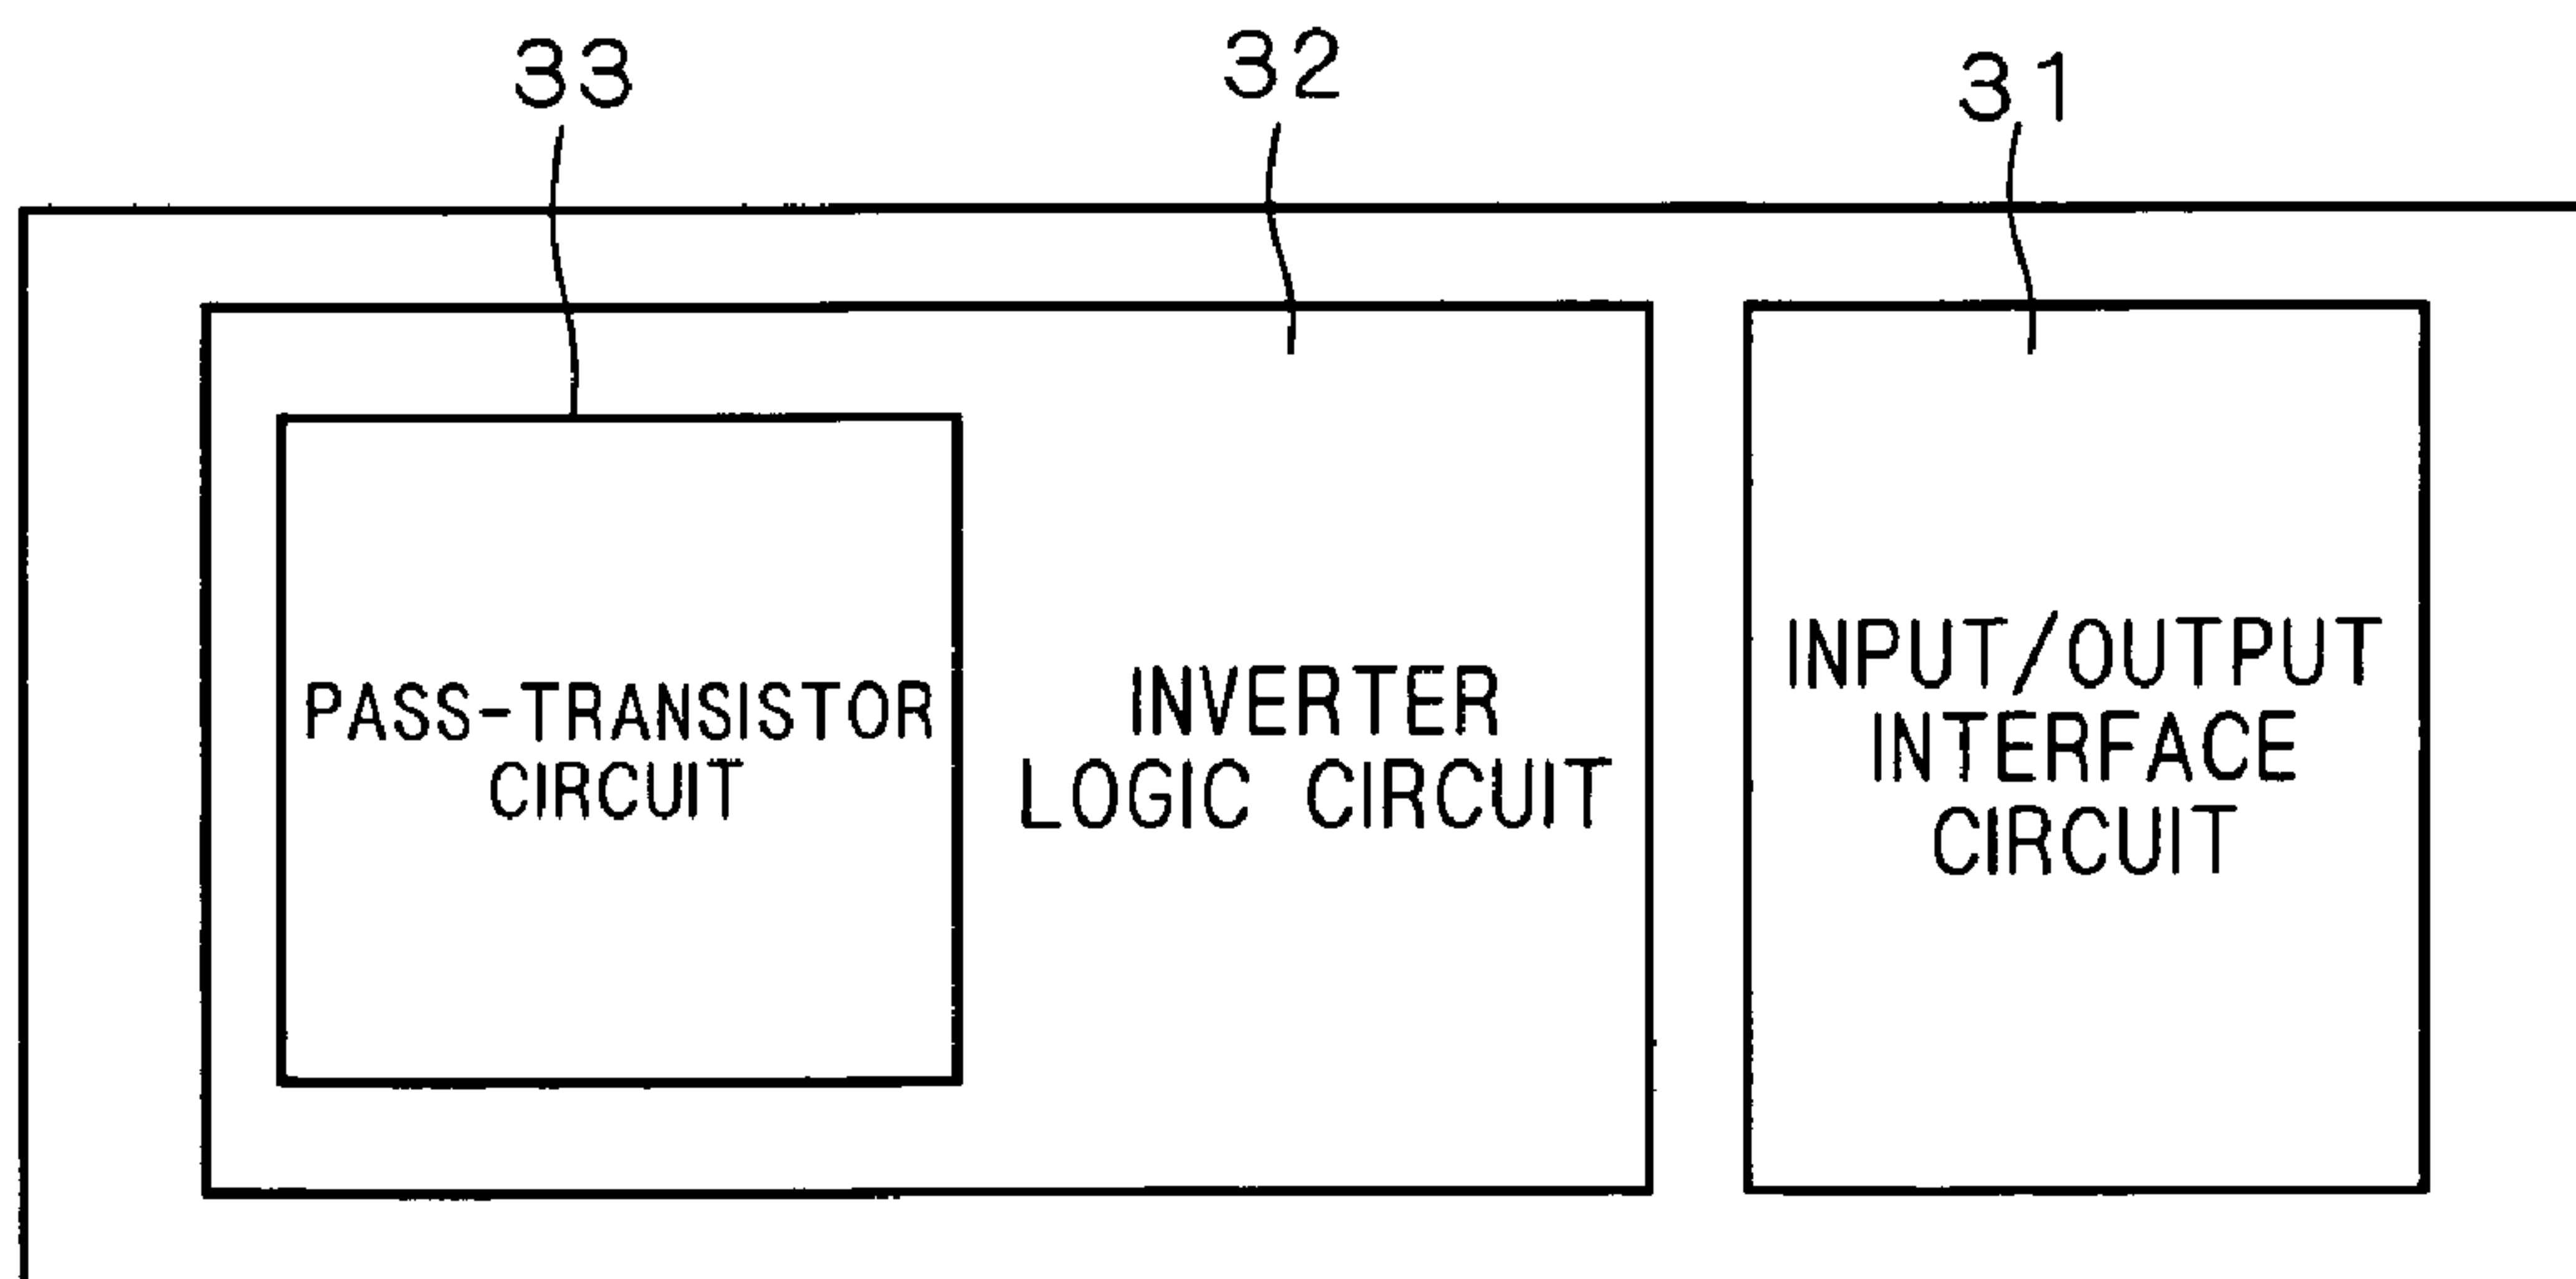 33
32
31
PASS-TRANSISTOR
CIRCUIT
INVERTER
LOGIC CIRCUIT
INPUT/OUTPUT
INTERFACE
CIRCUIT